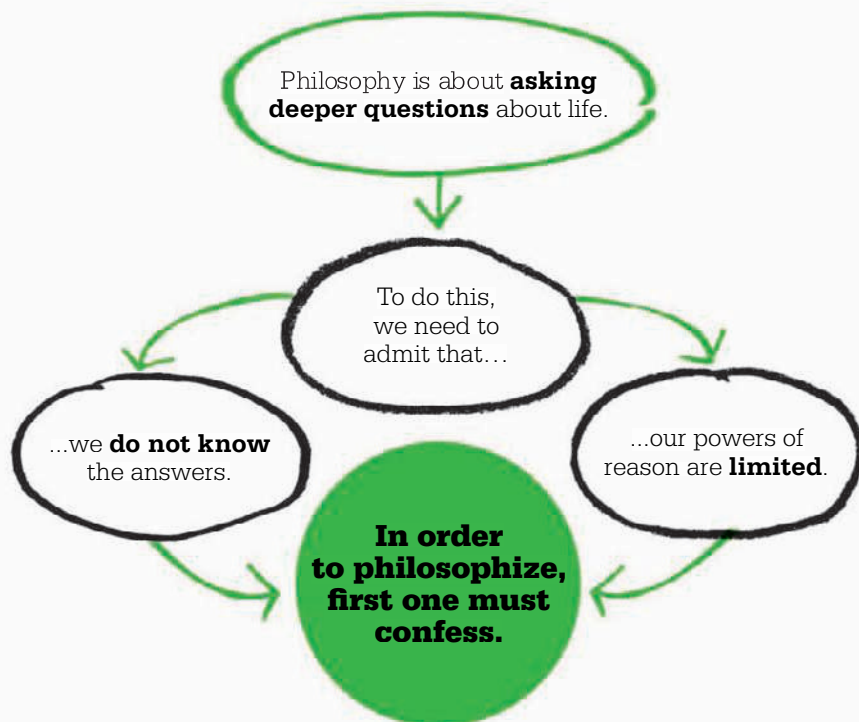 Philosophy is about asking
deeper questions about life.
To do this,
we need to
admit that…
...we do not know
the answers.
...our powers of
reason are limited.
In order
to philosophize,
first one must
confess.